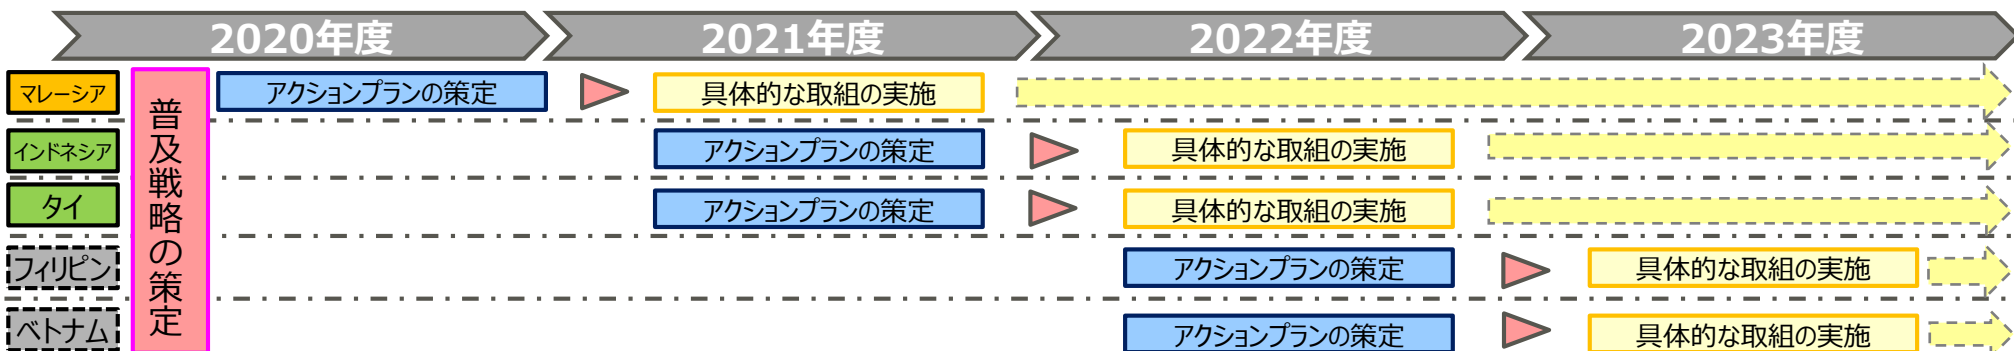 2020年度 2021年度 2022年度 2023年度
普及戦略の策定
マレーシア アクションプランの策定 具体的な取組の実施
インドネシア アクションプランの策定 具体的な取組の実施
タイ アクションプランの策定 具体的な取組の実施
フィリピン アクションプランの策定 具体的な取組の実施
ベトナム アクションプランの策定 具体的な取組の実施